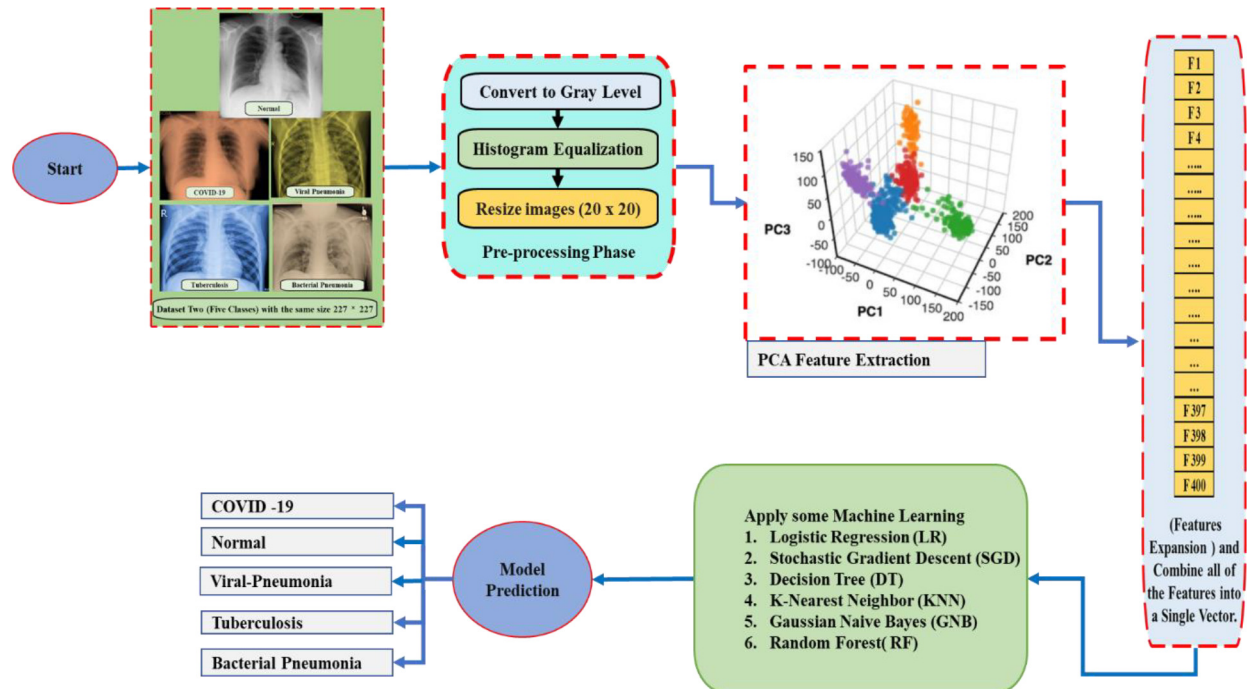 Start
Normal
COVID-19
Viral Pneumonia
R
Tuberculosis
Bacterial Pneumonia
Dataset Two (Five Classes) with the same size 227 * 227
Convert to Gray Level
Histogram Equalization
Resize images (20 x 20)
Pre-processing Phase
150
100
50
0
-50
-100
PC3
-100
-50
0
50
100
150
200
PC1
200
150
100
50
0
-50
-100
-150
PC2
PCA Feature Extraction
F1
F2
F3
F4
.....
.....
.....
....
....
....
....
...
...
...
F397
F398
F399
F400
(Features
Expansion ) and
Combine all of
the Features into
a Single Vector.
Apply some Machine Learning
1. Logistic Regression (LR)
2. Stochastic Gradient Descent (SGD)
3. Decision Tree (DT)
4. K-Nearest Neighbor (KNN)
5. Gaussian Naive Bayes (GNB)
6. Random Forest( RF)
Model
Prediction
COVID -19
Normal
Viral-Pneumonia
Tuberculosis
Bacterial Pneumonia